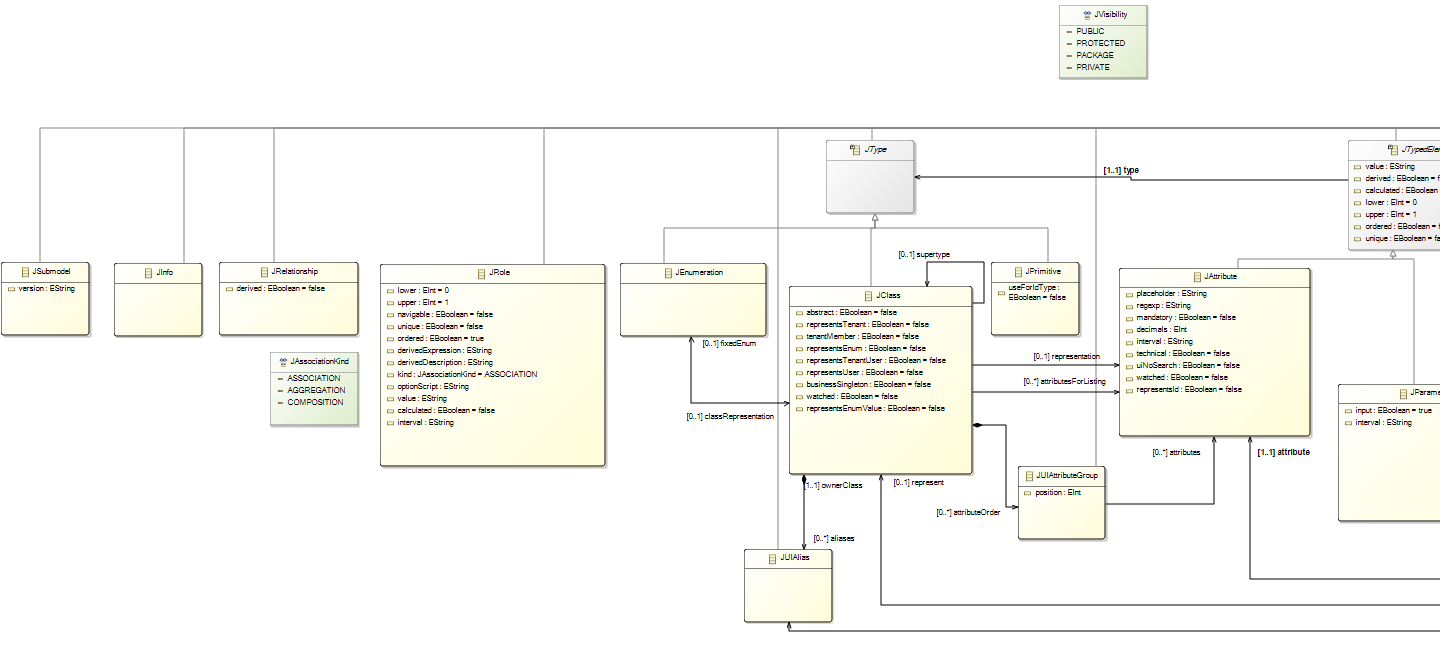 JVisibility
PUBLIC
PROTECTED
PACKAGE
PRIVATE
JType
[1..1] type
value : EString
derived : EBoolean =
calculated : EBoolean
lower : EInt = 0
upper : EInt = 1
ordered : EBoolean =
unique : EBoolean =
JSubmodel
version : EString
JInfo
JRelationship
derived : EBoolean = false
JAssociationKind
ASSOCIATION
AGGREGATION
COMPOSITION
JRole
lower : EInt = 0
upper : EInt = 1
navigable : EBoolean = false
unique : EBoolean = false
ordered : EBoolean = true
derivedExpression : EString
derivedDescription : EString
kind : JAssociationKind = ASSOCIATION
optionScript : EString
value : EString
calculated : EBoolean = false
interval : EString
JEnumeration
[0..1] fixedEnum
[0..1] classRepresentation
[0..1] supertype
JClass
abstract : EBoolean = false
representsTenant : EBoolean = false
tenantMember : EBoolean = false
representsEnum : EBoolean = false
representsTenantUser : EBoolean = false
representsUser : EBoolean = false
businessSingleton : EBoolean = false
watched : EBoolean = false
representsEnumValue : EBoolean = false
JPrimitive
useForIdType :
EBoolean = false
[0..1] representation
[0..*] attributesForListing
JAttribute
placeholder : EString
regexp : EString
mandatory : EBoolean = false
decimals : EInt
interval : EString
technical : EBoolean = false
uiNoSearch : EBoolean = false
watched : EBoolean = false
representsId : EBoolean = false
input : EBoolean = true
interval : EString
[0..*] attributes
[1..1] attribute
JUIAttributeGroup
position : EInt
[0..*] attributeOrder
[1..1] ownerClass
[0..1] represent
[0..*] aliases
JUIAlias